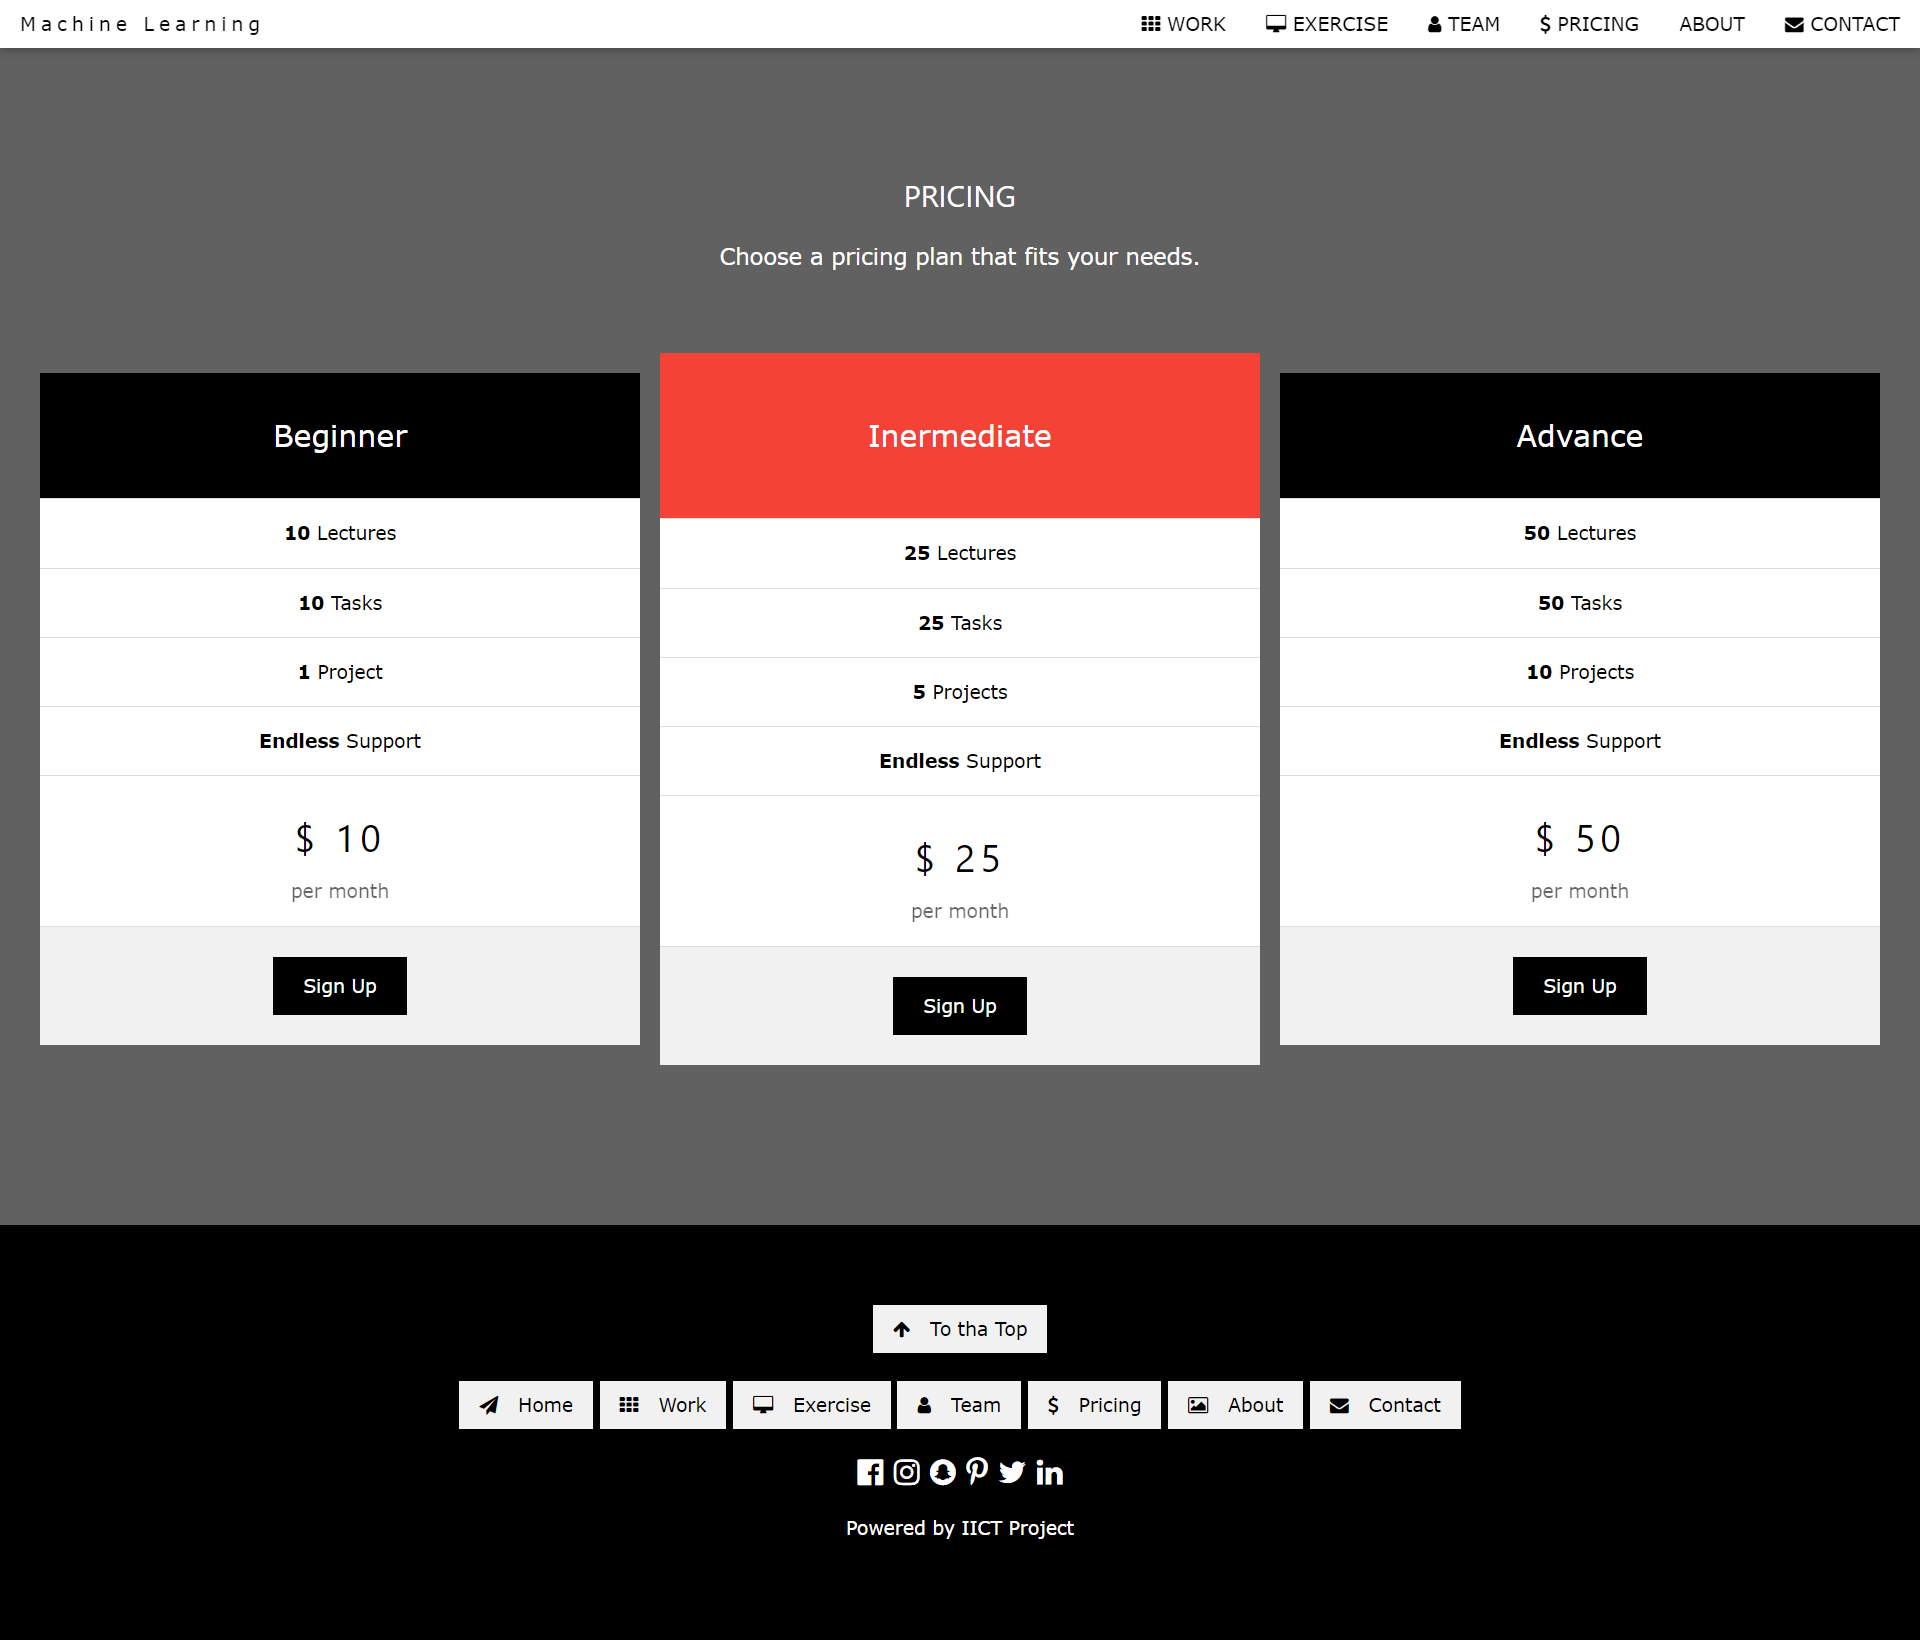 Machine Learning
WORK
EXERCISE
TEAM
$ PRICING
ABOUT
CONTACT
PRICING
Choose a pricing plan that fits your needs.
Beginner
10 Lectures
10 Tasks
1 Project
Endless Support
$ 10
per month
Sign Up
Inermediate
25 Lectures
25 Tasks
5 Projects
Endless Support
$ 25
per month
Sign Up
Advance
50 Lectures
50 Tasks
10 Projects
Endless Support
$ 50
per month
Sign Up
To tha Top
Home
Work
Exercise
Team
$ Pricing
About
Contact
Powered by IICT Project